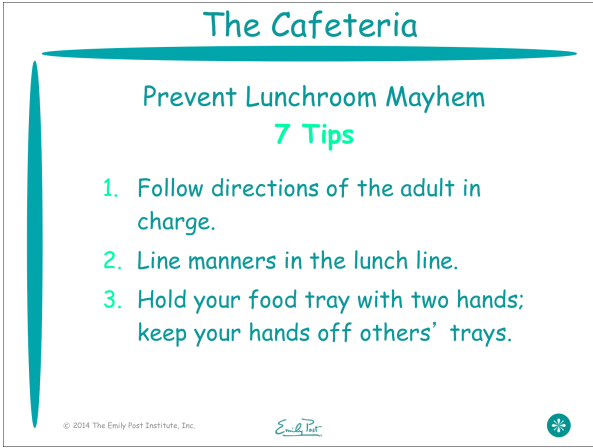 The Cafeteria
Prevent Lunchroom Mayhem
7 Tips
1. Follow directions of the adult in
charge.
2. Line manners in the lunch line.
3. Hold your food tray with two hands;
keep your hands off others’ trays.
© 2014 The Emily Post Institute, Inc.
Emily Post